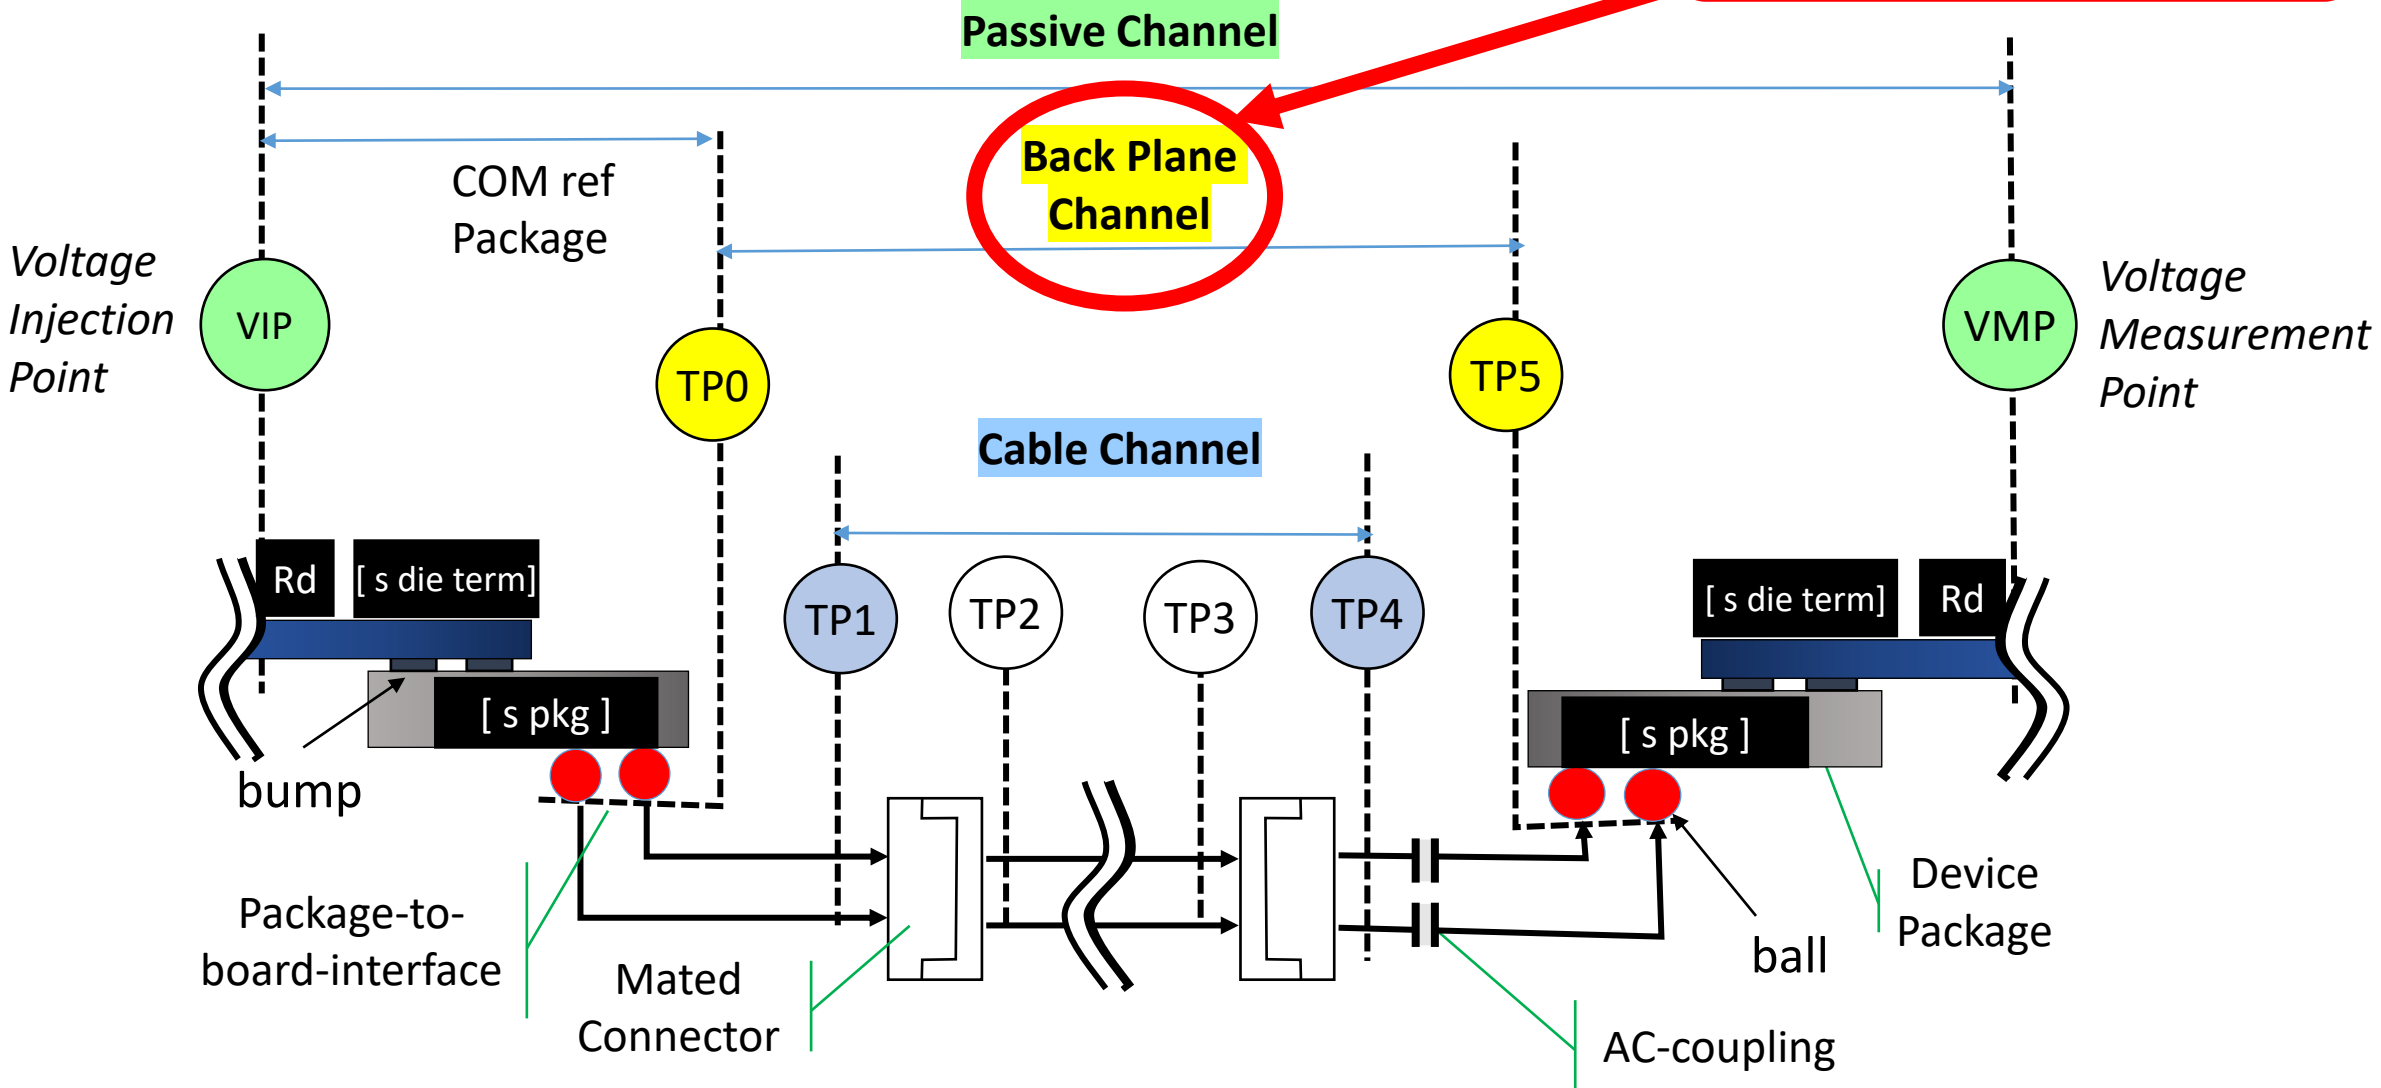 Passive Channel
COM ref
Package
Back Plane
Channel
Voltage
Injection
Point
VIP
TP0
TP5
VMP
Voltage
Measurement
Point
Cable Channel
Rd
[ s die term]
TP1
TP2
TP3
TP4
[ s die term]
Rd
[ s pkg ]
[ s pkg ]
bump
Package-to-
board-interface
Mated
Connector
Device
Package
ball
AC-coupling